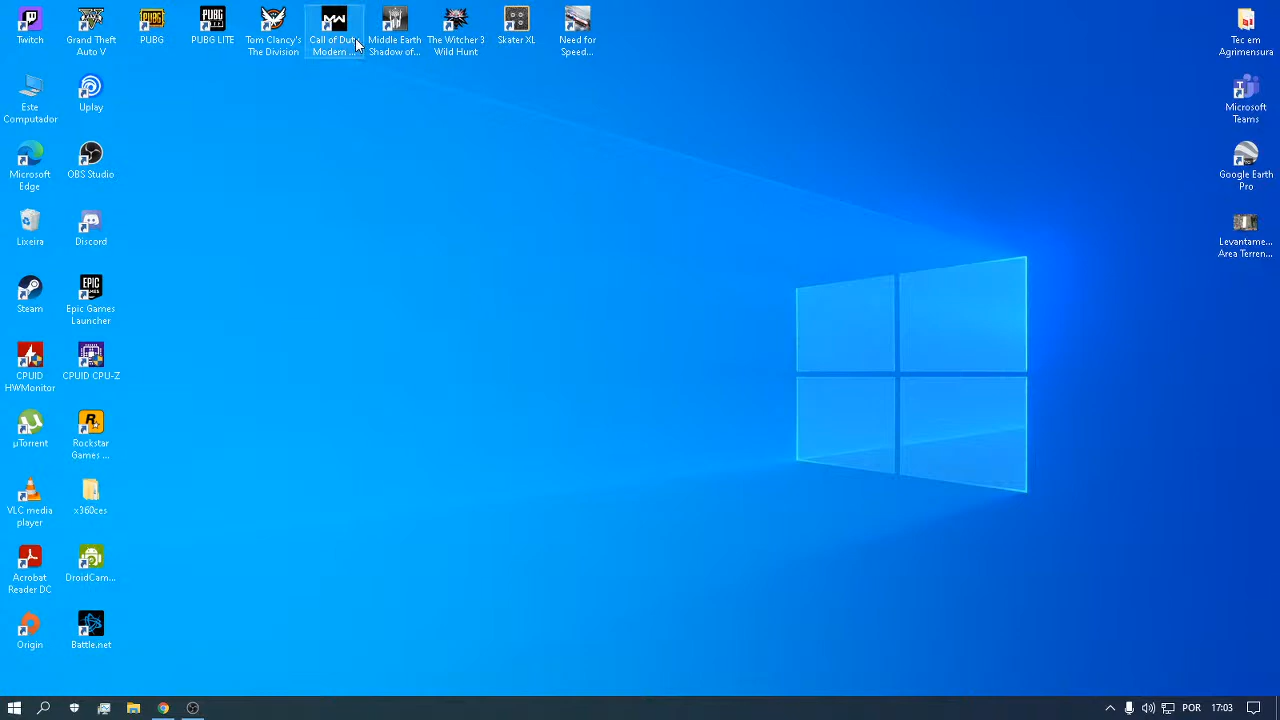 Twitch
Grand Theft
Auto V
PUBG
PUBG LITE
Tom Clancy's
The Division
Call of Dut
Modern ...
Middle Earth
Shadow of...
The Witcher 3
Wild Hunt
Skater XL
Need for
Speed...
Tec em
Agrimensura
Este
Computador
Uplay
Microsoft
Teams
Microsoft
Edge
OBS Studio
Google Earth
Pro
Lixeira
Discord
Levantame...
Area Terren...
Steam
Epic Games
Launcher
CPUID
HWMonitor
CPUID CPU-Z
µTorrent
Rockstar
Games ...
VLC media
player
x360ces
Acrobat
Reader DC
DroidCam...
Origin
Battle.net
POR
17:03